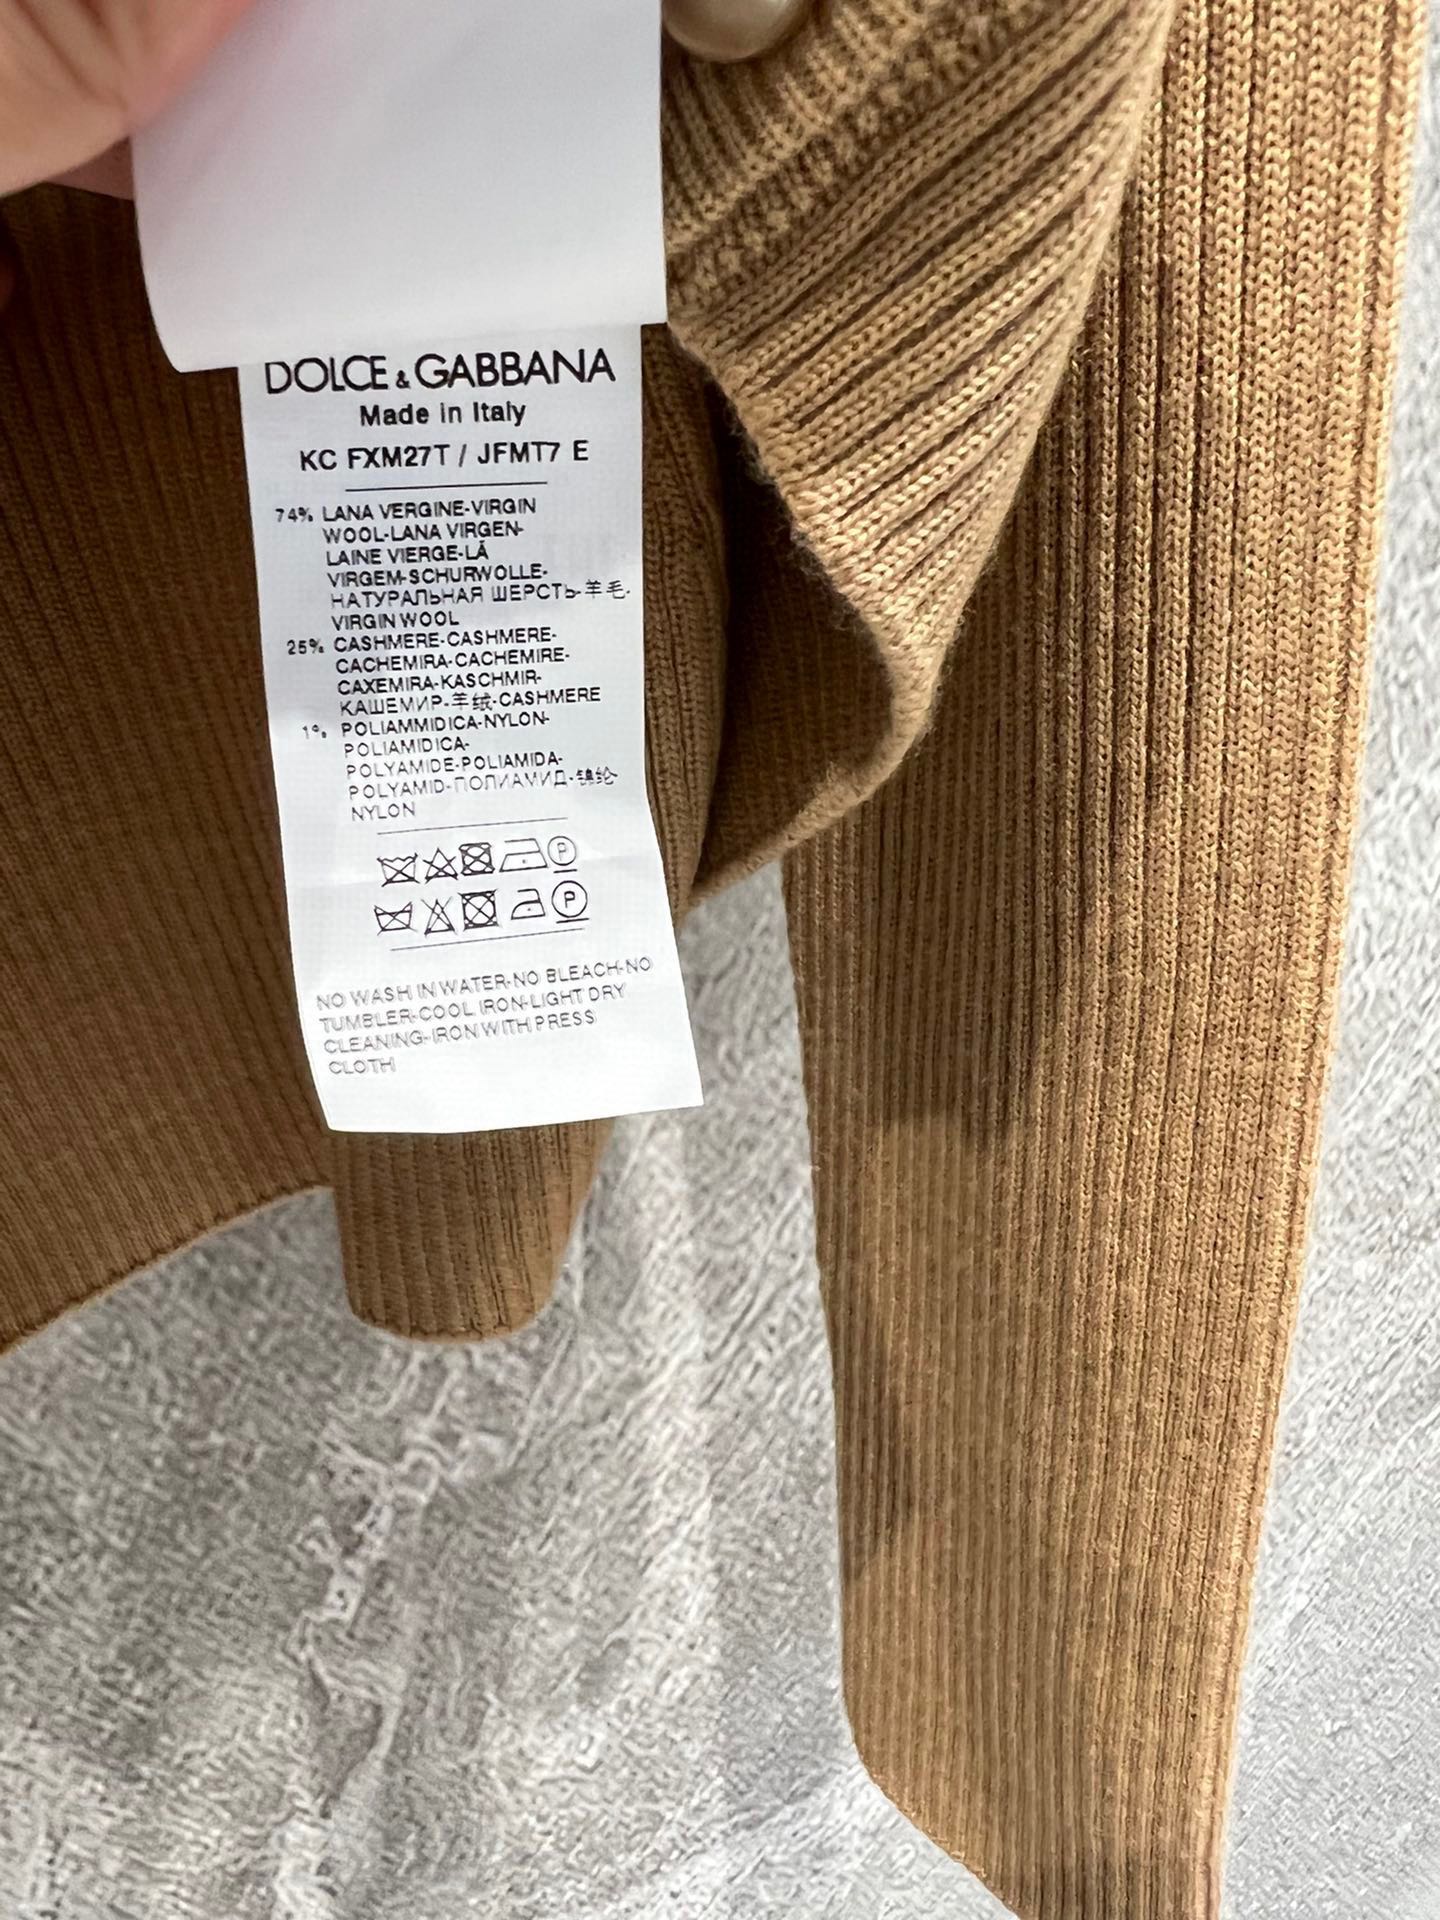 DOLCE & GABBANA
Made in Italy
KC FXM27T / JFMT7 E
74% LANA VERGINE-VIRGIN
WOOL-LANA VIRGEN-
LAINE VIERGE-LÃ
VIRGEM-SCHURWOLLE-
НАТУРАЛЬНАЯ ШЕРСТЬ-羊毛-
VIRGIN WOOL
25% CASHMERE-CASHMERE-
CACHEMIRA-CACHEMIRE-
CAXEMIRA-KASCHMIR-
КАШЕМИР-羊绒-CASHMERE
1% POLIAMMIDICA-NYLON-
POLIAMIDICA-
POLYAMIDE-POLIAMIDA-
POLYAMID-ПОЛИАМИД-锦纶-
NYLON
P
P
NO WASH IN WATER-NO BLEACH-NO
TUMBLER-COOL IRON-LIGHT DRY
CLEANING-IRON WITH PRESS
CLOTH